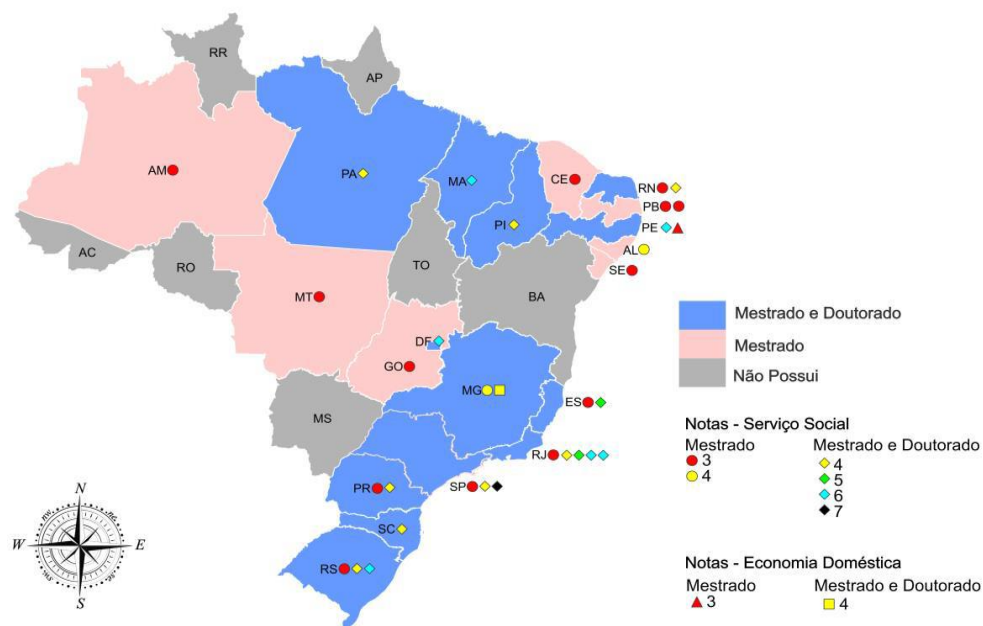 RR
AP
AM
PA
MA
CE
RN
PB
PE
PI
AL
SE
AC
RO
TO
BA
MT
DF
GO
MG
MS
ES
RJ
SP
PR
SC
RS
N
W
E
S
Mestrado e Doutorado
Mestrado
Não Possui
Notas - Serviço Social
Mestrado
3
4
Mestrado e Doutorado
4
5
6
7
Notas - Economia Doméstica
Mestrado
3
Mestrado e Doutorado
4